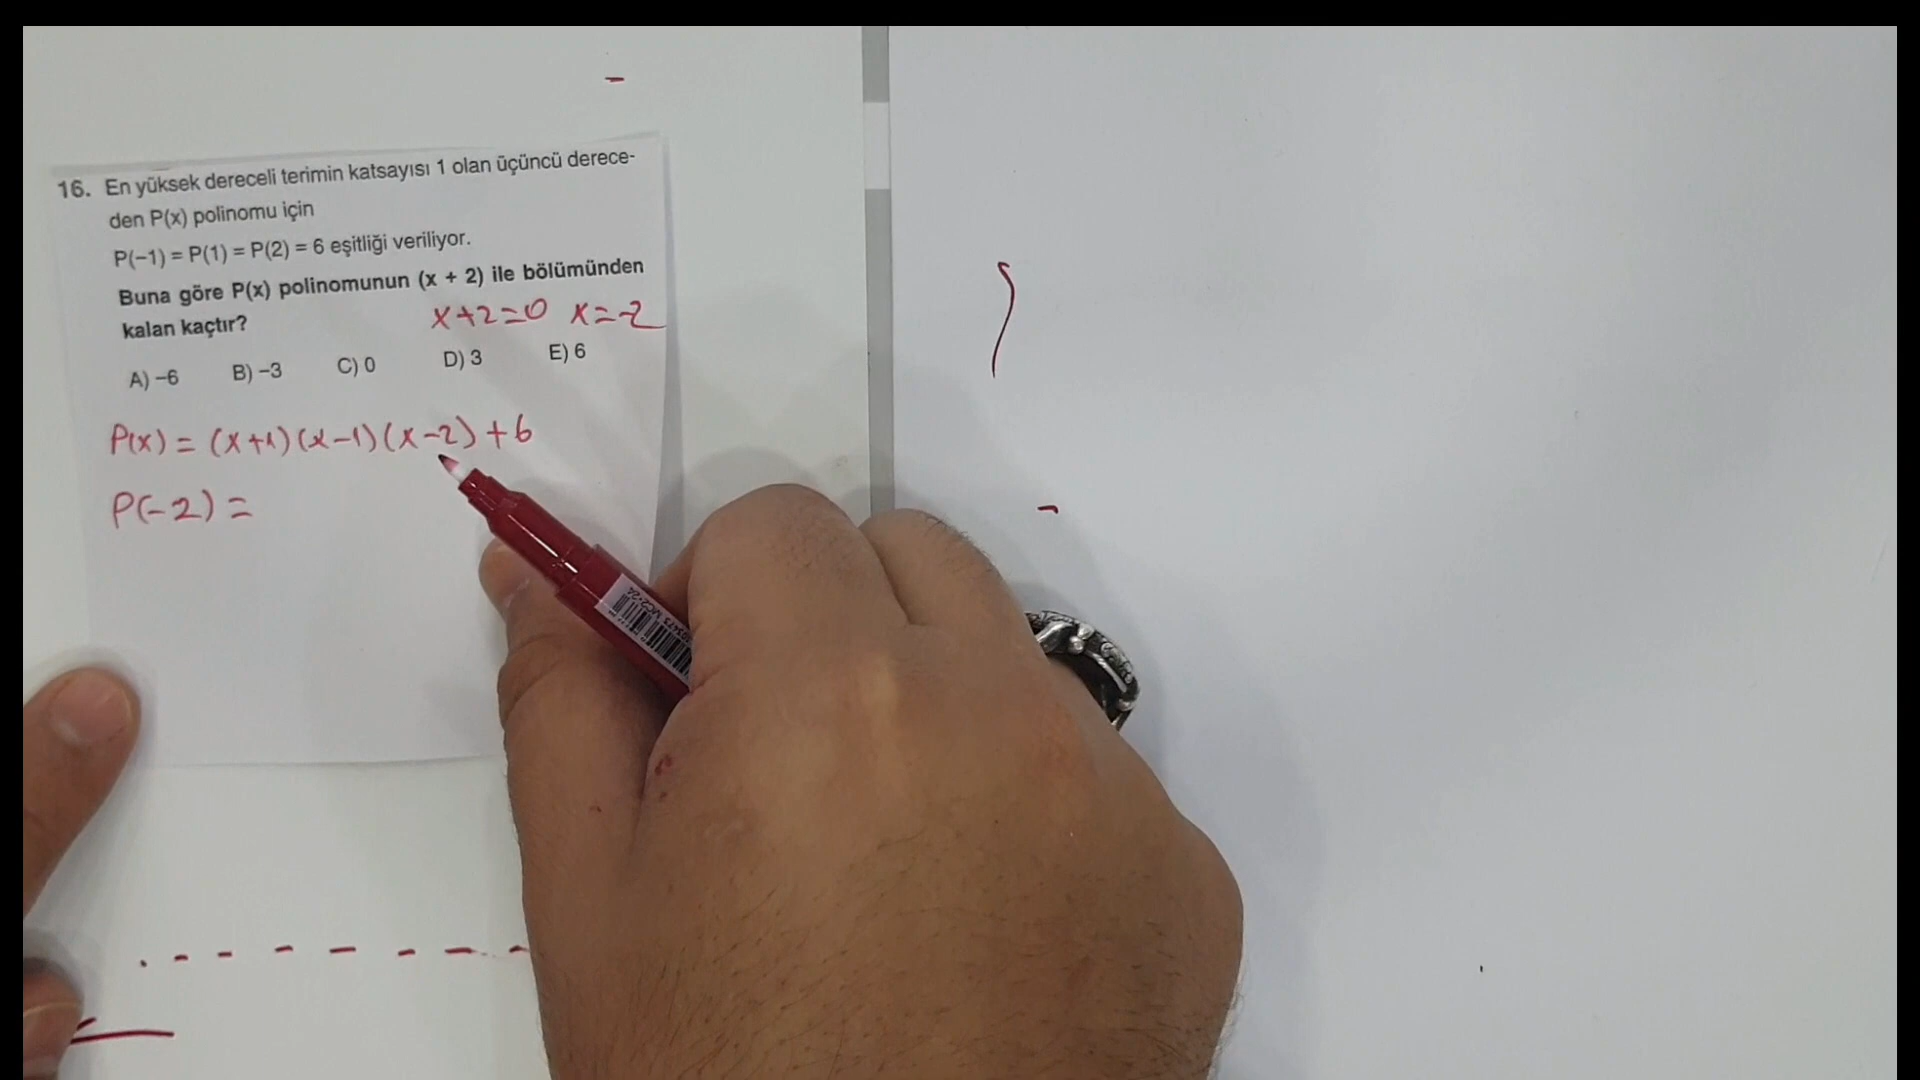 16. En yüksek dereceli terimin katsayısı 1 olan üçüncü derece-
den P(x) polinomu için
P(−1) = P(1) = P(2) = 6 eşitliği veriliyor.
Buna göre P(x) polinomunun (x + 2) ile bölümünden
kalan kaçtır?
x+2=0 x=-2
A) −6 B) −3 C) 0 D) 3 E) 6
P(x) = (x+1)(x-1)(x-2)+6
P(-2) =